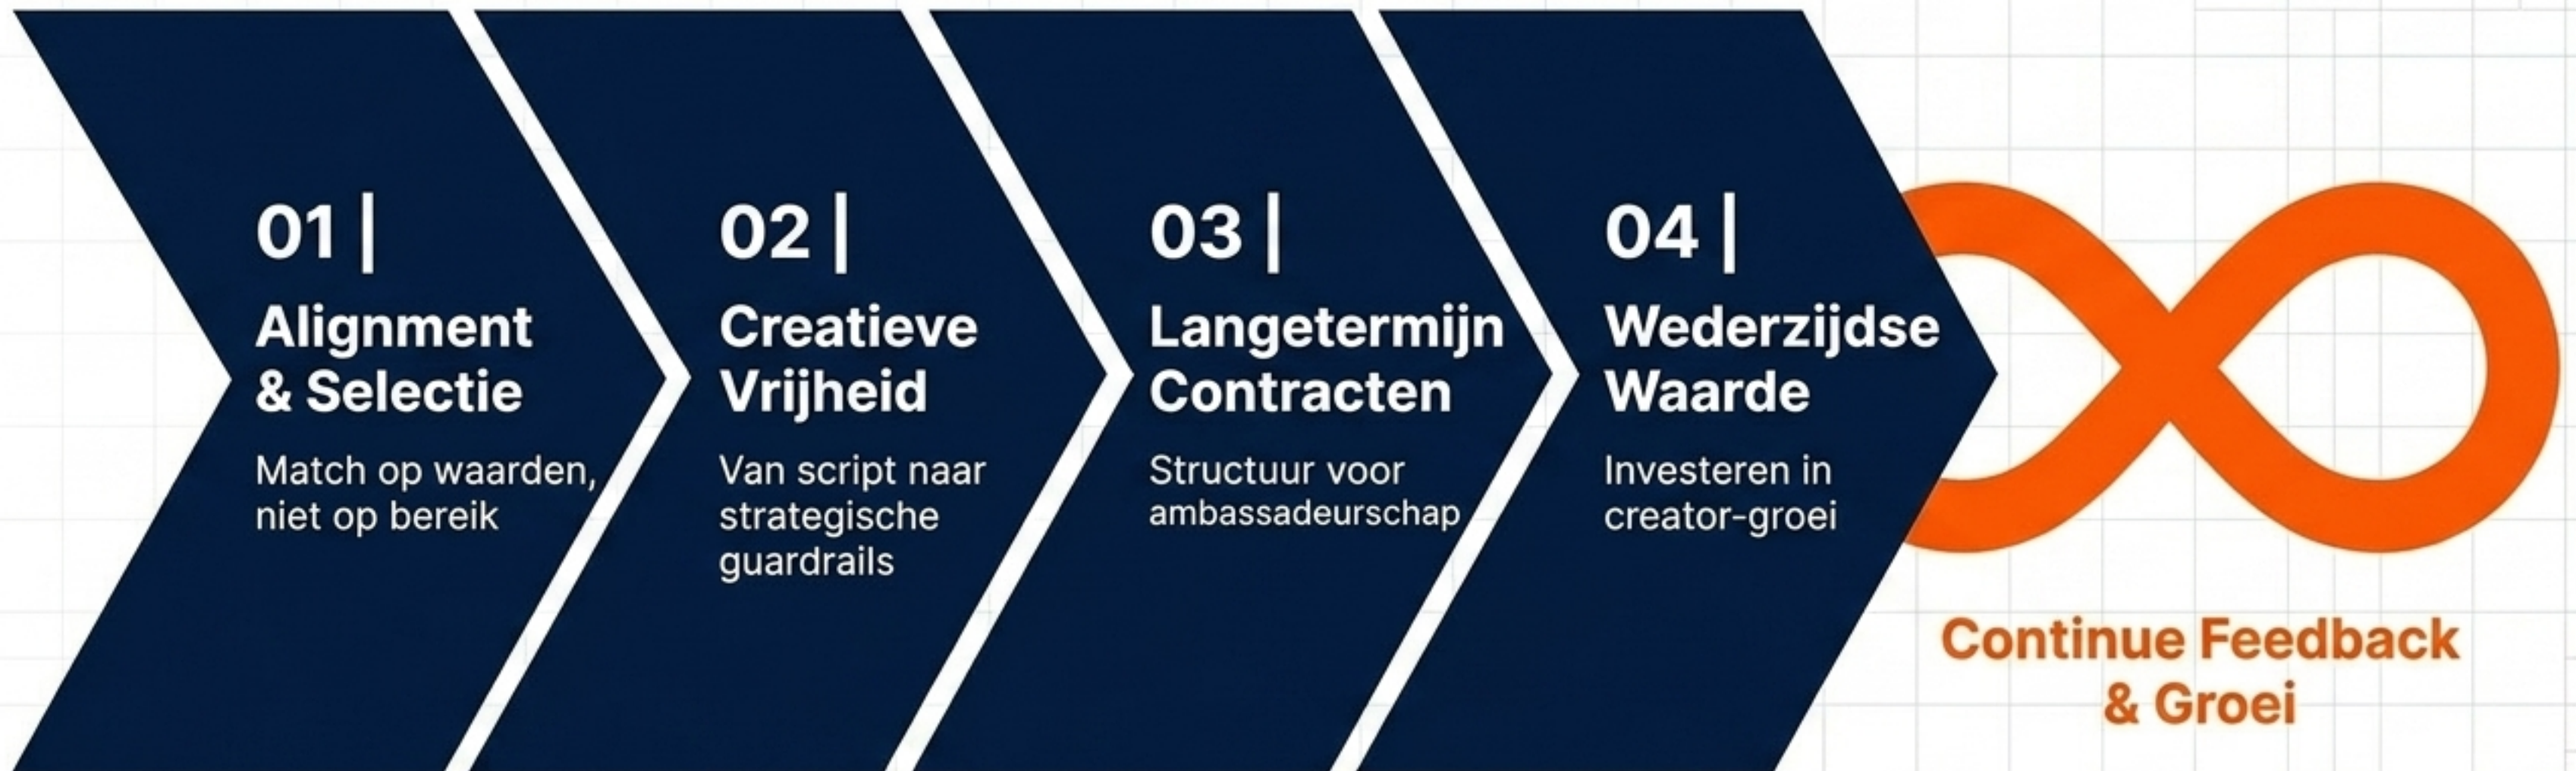 01 |
Alignment
& Selectie
Match op waarden,
niet op bereik
02 |
Creatieve
Vrijheid
Van script naar
strategische
guardrails
03 |
Langetermijn
Contracten
Structuur voor
ambassadeurschap
04 |
Wederzijdse
Waarde
Investeren in
creator-groei
Continue Feedback
& Groei